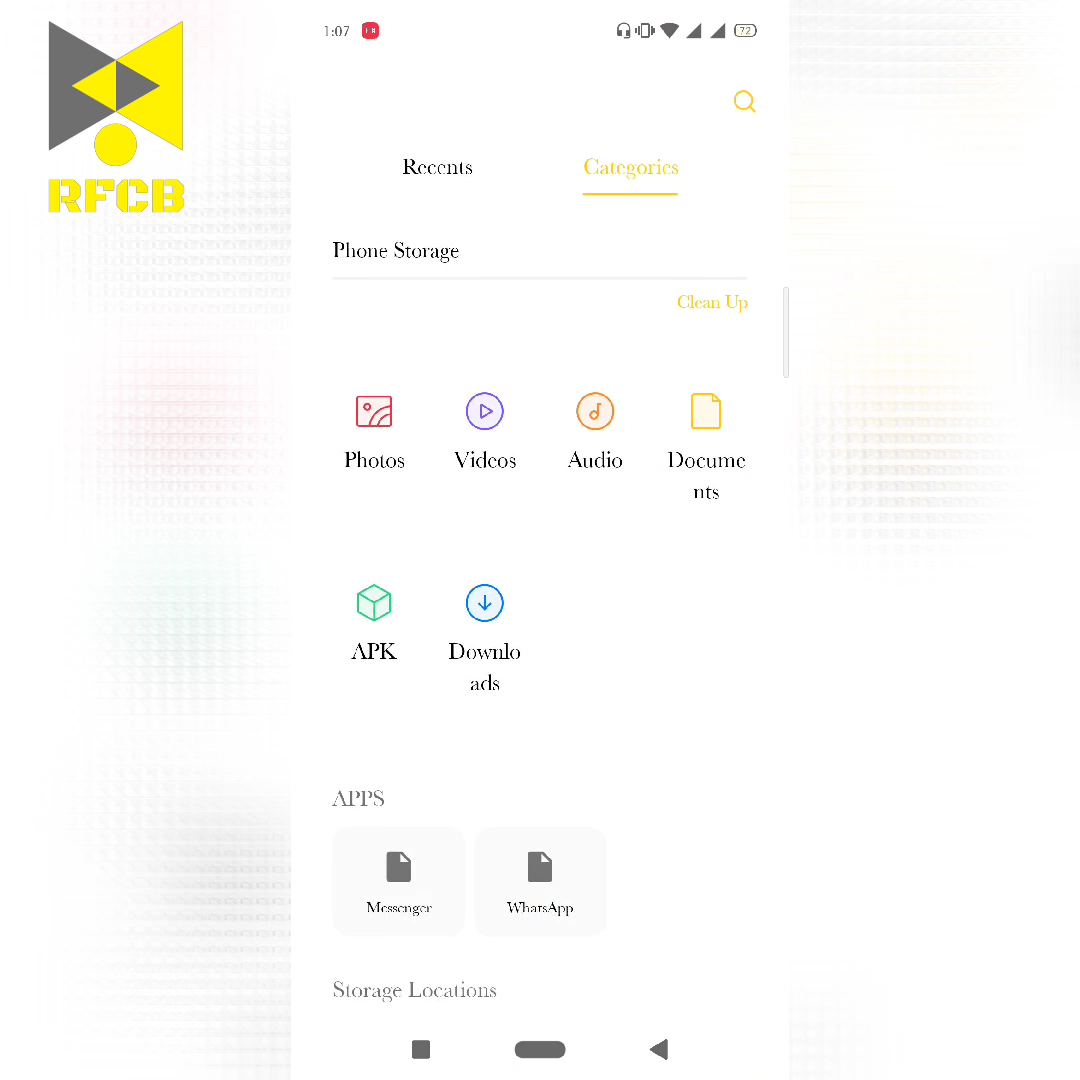 1:07
72
RFCB
Recents
Categories
Phone Storage
Clean Up
Photos
Videos
Audio
Docume
nts
APK
Downlo
ads
APPS
Messenger
WhatsApp
Storage Locations